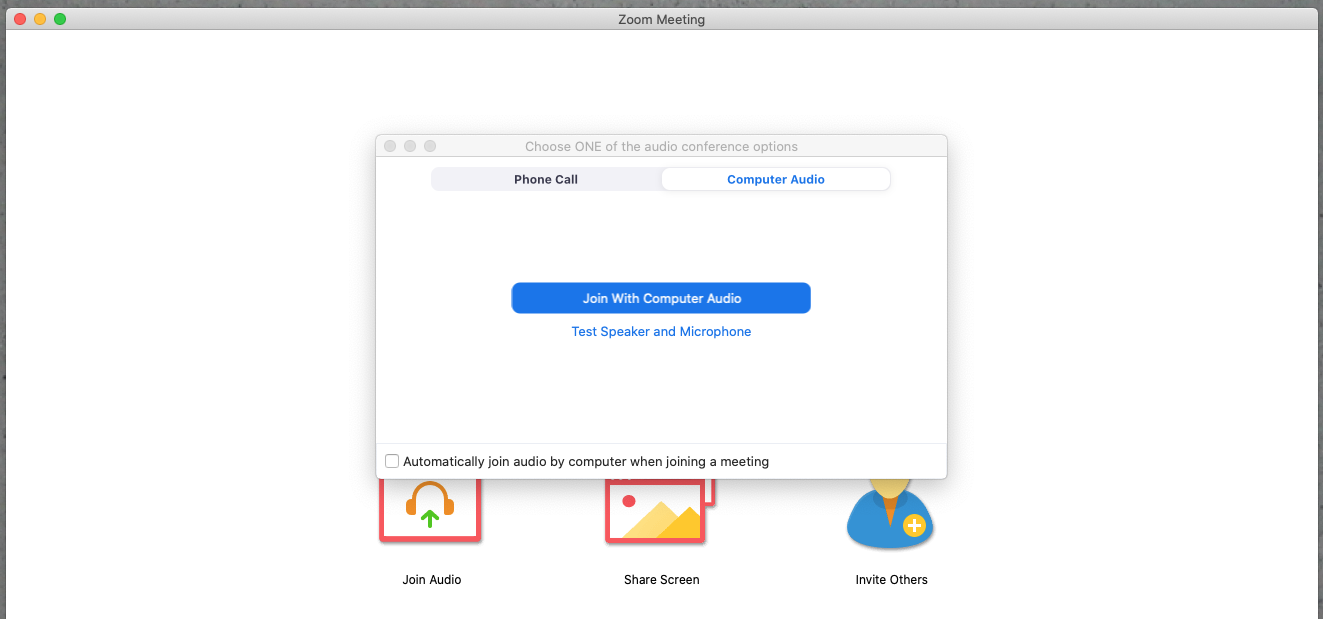 Zoom Meeting
Choose ONE of the audio conference options
Phone Call
Computer Audio
Join With Computer Audio
Test Speaker and Microphone
Automatically join audio by computer when joining a meeting
Join Audio
Share Screen
Invite Others